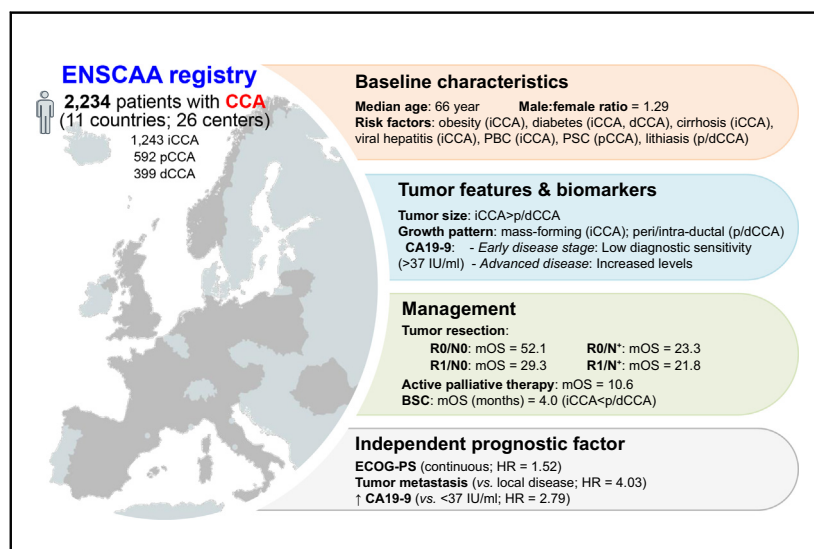 ENSCAA registry
2,234 patients with CCA
(11 countries; 26 centers)
1,243 iCCA
592 pCCA
399 dCCA
Baseline characteristics
Median age: 66 year Male:female ratio = 1.29
Risk factors: obesity (iCCA), diabetes (iCCA, dCCA), cirrhosis (iCCA),
viral hepatitis (iCCA), PBC (iCCA), PSC (pCCA), lithiasis (p/dCCA)
Tumor features & biomarkers
Tumor size: iCCA>p/dCCA
Growth pattern: mass-forming (iCCA); peri/intra-ductal (p/dCCA)
CA19-9: - Early disease stage: Low diagnostic sensitivity
(>37 IU/ml) - Advanced disease: Increased levels
Management
Tumor resection:
R0/N0: mOS = 52.1 R0/N⁺: mOS = 23.3
R1/N0: mOS = 29.3 R1/N⁺: mOS = 21.8
Active palliative therapy: mOS = 10.6
BSC: mOS (months) = 4.0 (iCCA<p/dCCA)
Independent prognostic factor
ECOG-PS (continuous; HR = 1.52)
Tumor metastasis (vs. local disease; HR = 4.03)
↑ CA19-9 (vs. <37 IU/ml; HR = 2.79)